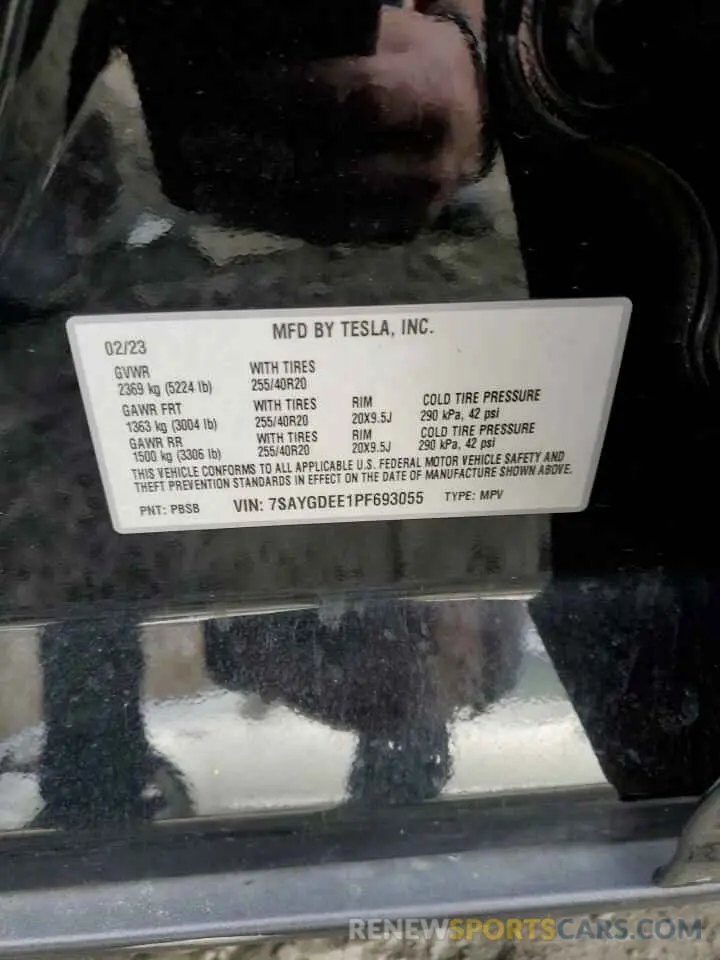 MFD BY TESLA, INC.
02/23
GVWR WITH TIRES
2369 kg (5224 lb) 255/40R20
GAWR FRT WITH TIRES RIM COLD TIRE PRESSURE
1363 kg (3004 lb) 255/40R20 20X9.5J 290 kPa, 42 psi
GAWR RR WITH TIRES RIM COLD TIRE PRESSURE
1500 kg (3306 lb) 255/40R20 20X9.5J 290 kPa, 42 psi
THIS VEHICLE CONFORMS TO ALL APPLICABLE U.S. FEDERAL MOTOR VEHICLE SAFETY AND
THEFT PREVENTION STANDARDS IN EFFECT ON THE DATE OF MANUFACTURE SHOWN ABOVE.
PNT: PBSB VIN: 7SAYGDEE1PF693055 TYPE: MPV
RENEWSPORTSCARS.COM